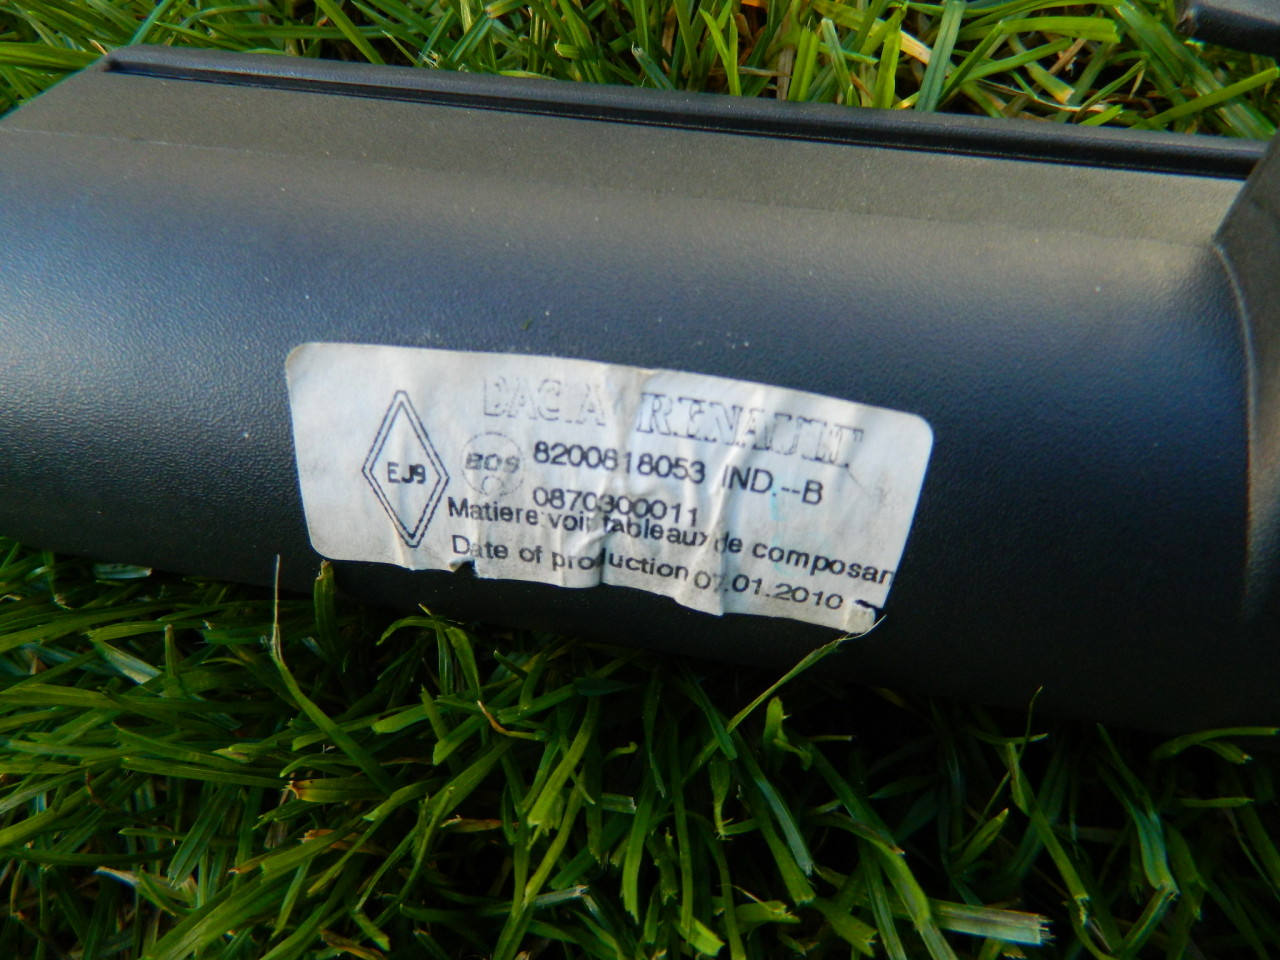 DACIA RENAULT
EJ9
BOS
8200818053 IND.--B
0870300011
Matiere:voir tableaux de composan
Date of production 07.01.2010